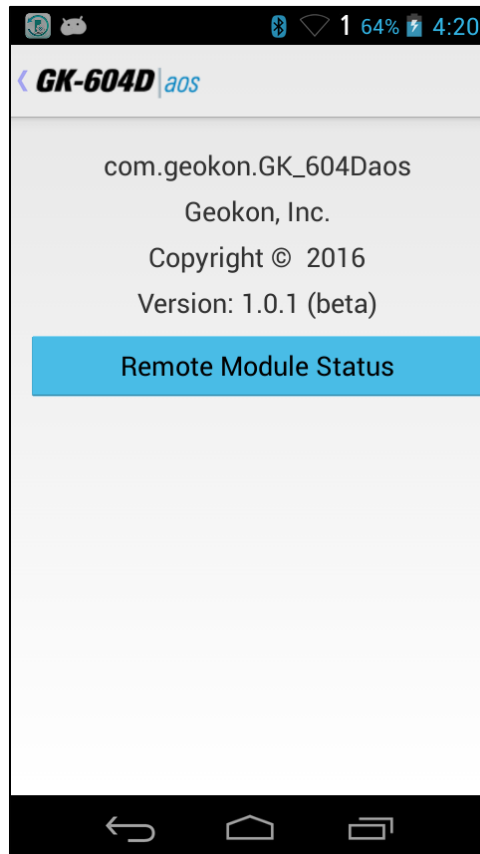 1 64% 4:20
GK-604D aos
com.geokon.GK_604Daos
Geokon, Inc.
Copyright © 2016
Version: 1.0.1 (beta)
Remote Module Status